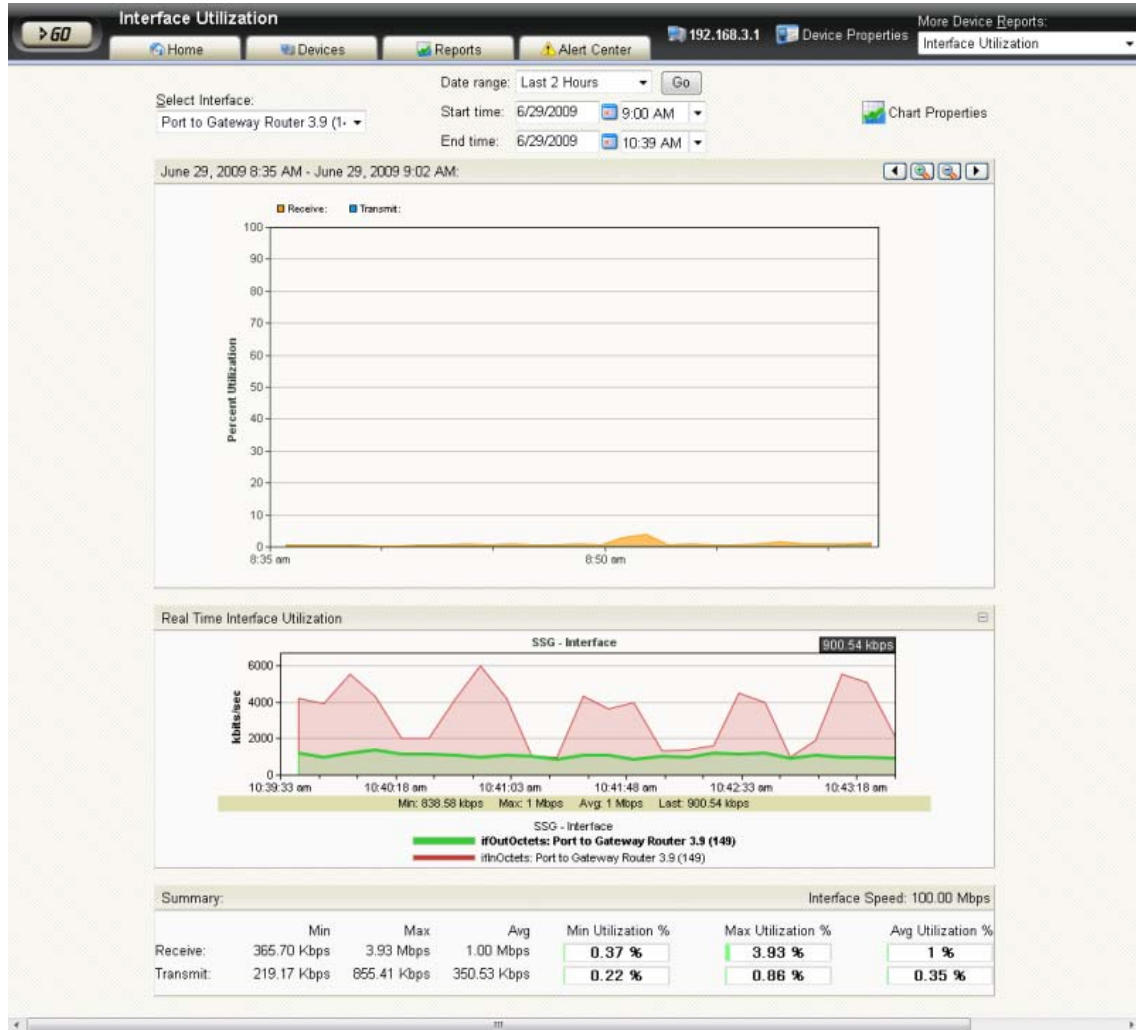 GO
Interface Utilization
Home
Devices
Reports
Alert Center
192.168.3.1
Device Properties
More Device Reports:
Interface Utilization
Select Interface:
Port to Gateway Router 3.9 (1
Date range: Last 2 Hours Go
Start time: 6/29/2009 9:00 AM
End time: 6/29/2009 10:39 AM
Chart Properties
June 29, 2009 8:35 AM - June 29, 2009 9:02 AM:
Receive: Transmit:
Percent Utilization
100
90
80
70
60
50
40
30
20
10
0
8:35 am 8:50 am
Real Time Interface Utilization
SSG - Interface
900.54 kbps
kbits/sec
6000
4000
2000
0
10:39:33 am 10:40:18 am 10:41:03 am 10:41:48 am 10:42:33 am 10:43:18 am
Min: 838.58 kbps Max: 1 Mbps Avg: 1 Mbps Last: 900.54 kbps
SSG - Interface
ifOutOctets: Port to Gateway Router 3.9 (149)
ifInOctets: Port to Gateway Router 3.9 (149)
Summary: Interface Speed: 100.00 Mbps
Min Max Avg Min Utilization % Max Utilization % Avg Utilization %
Receive: 365.70 Kbps 3.93 Mbps 1.00 Mbps 0.37 % 3.93 % 1 %
Transmit: 219.17 Kbps 855.41 Kbps 350.53 Kbps 0.22 % 0.86 % 0.35 %